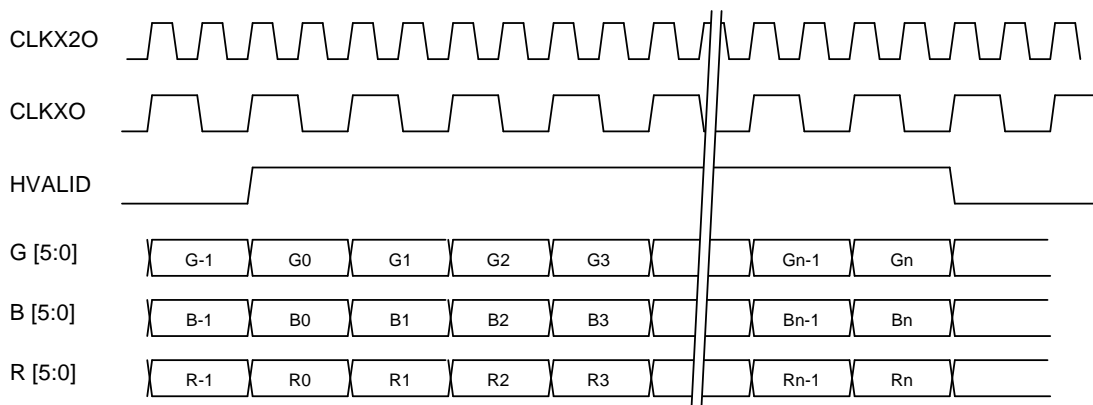 CLKX2O
CLKXO
HVALID
G [5:0] G-1 G0 G1 G2 G3 Gn-1 Gn
B [5:0] B-1 B0 B1 B2 B3 Bn-1 Bn
R [5:0] R-1 R0 R1 R2 R3 Rn-1 Rn